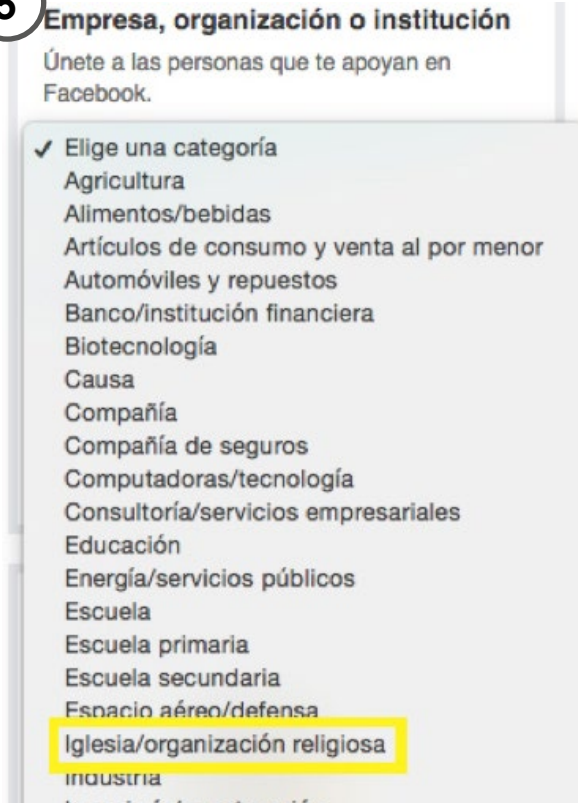 Empresa, organización o institución
Únete a las personas que te apoyan en
Facebook.
✓ Elige una categoría
Agricultura
Alimentos/bebidas
Artículos de consumo y venta al por menor
Automóviles y repuestos
Banco/institución financiera
Biotecnología
Causa
Compañía
Compañía de seguros
Computadoras/tecnología
Consultoría/servicios empresariales
Educación
Energía/servicios públicos
Escuela
Escuela primaria
Escuela secundaria
Espacio aéreo/defensa
Iglesia/organización religiosa
Industria